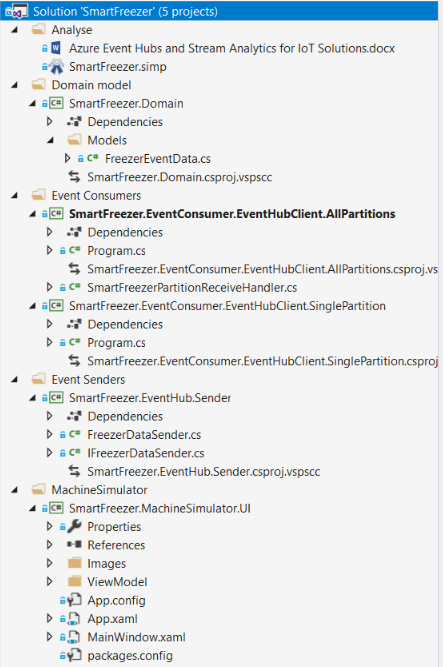 Solution 'SmartFreezer' (5 projects)
Analyse
Azure Event Hubs and Stream Analytics for IoT Solutions.docx
SmartFreezer.simp
Domain model
C# SmartFreezer.Domain
Dependencies
Models
C# FreezerEventData.cs
SmartFreezer.Domain.csproj.vspscc
Event Consumers
C# SmartFreezer.EventConsumer.EventHubClient.AllPartitions
Dependencies
C# Program.cs
SmartFreezer.EventConsumer.EventHubClient.AllPartitions.csproj.vs
C# SmartFreezerPartitionReceiveHandler.cs
C# SmartFreezer.EventConsumer.EventHubClient.SinglePartition
Dependencies
C# Program.cs
SmartFreezer.EventConsumer.EventHubClient.SinglePartition.csproj
Event Senders
C# SmartFreezer.EventHub.Sender
Dependencies
C# FreezerDataSender.cs
C# IFreezerDataSender.cs
SmartFreezer.EventHub.Sender.csproj.vspscc
MachineSimulator
C# SmartFreezer.MachineSimulator.UI
Properties
References
Images
ViewModel
App.config
App.xaml
MainWindow.xaml
packages.config